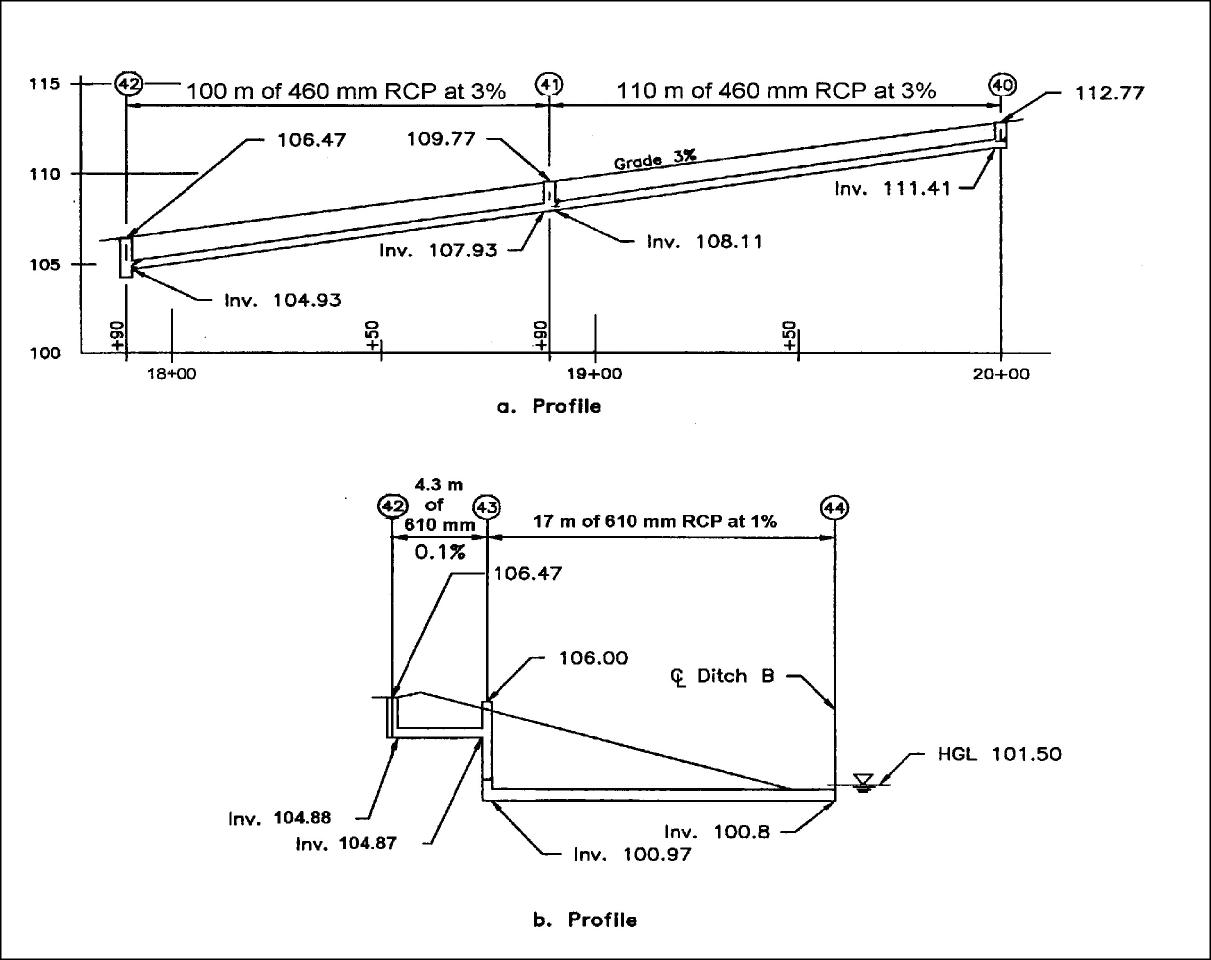 115
42
100 m of 460 mm RCP at 3%
41
110 m of 460 mm RCP at 3%
40
112.77
106.47
109.77
Grade 3%
110
Inv. 111.41
Inv. 107.93
Inv. 108.11
105
Inv. 104.93
+90
+50
+90
+50
100
18+00
19+00
20+00
a. Profile
42
4.3 m
of
610 mm
0.1%
43
17 m of 610 mm RCP at 1%
44
106.47
106.00
℄ Ditch B
HGL 101.50
Inv. 104.88
Inv. 104.87
Inv. 100.8
Inv. 100.97
b. Profile